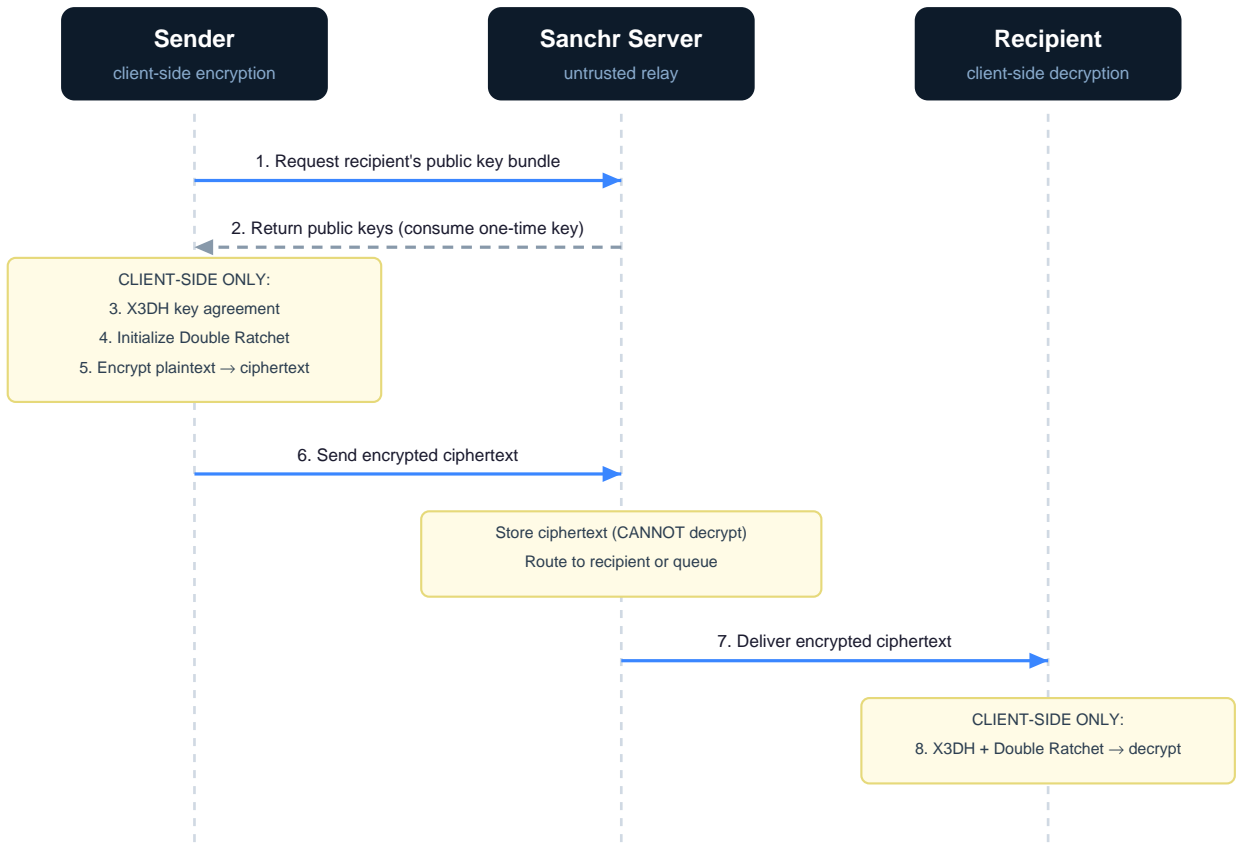 Sender
client-side encryption
Sanchr Server
untrusted relay
Recipient
client-side decryption
1. Request recipient's public key bundle
2. Return public keys (consume one-time key)
CLIENT-SIDE ONLY:
3. X3DH key agreement
4. Initialize Double Ratchet
5. Encrypt plaintext → ciphertext
6. Send encrypted ciphertext
Store ciphertext (CANNOT decrypt)
Route to recipient or queue
7. Deliver encrypted ciphertext
CLIENT-SIDE ONLY:
8. X3DH + Double Ratchet → decrypt